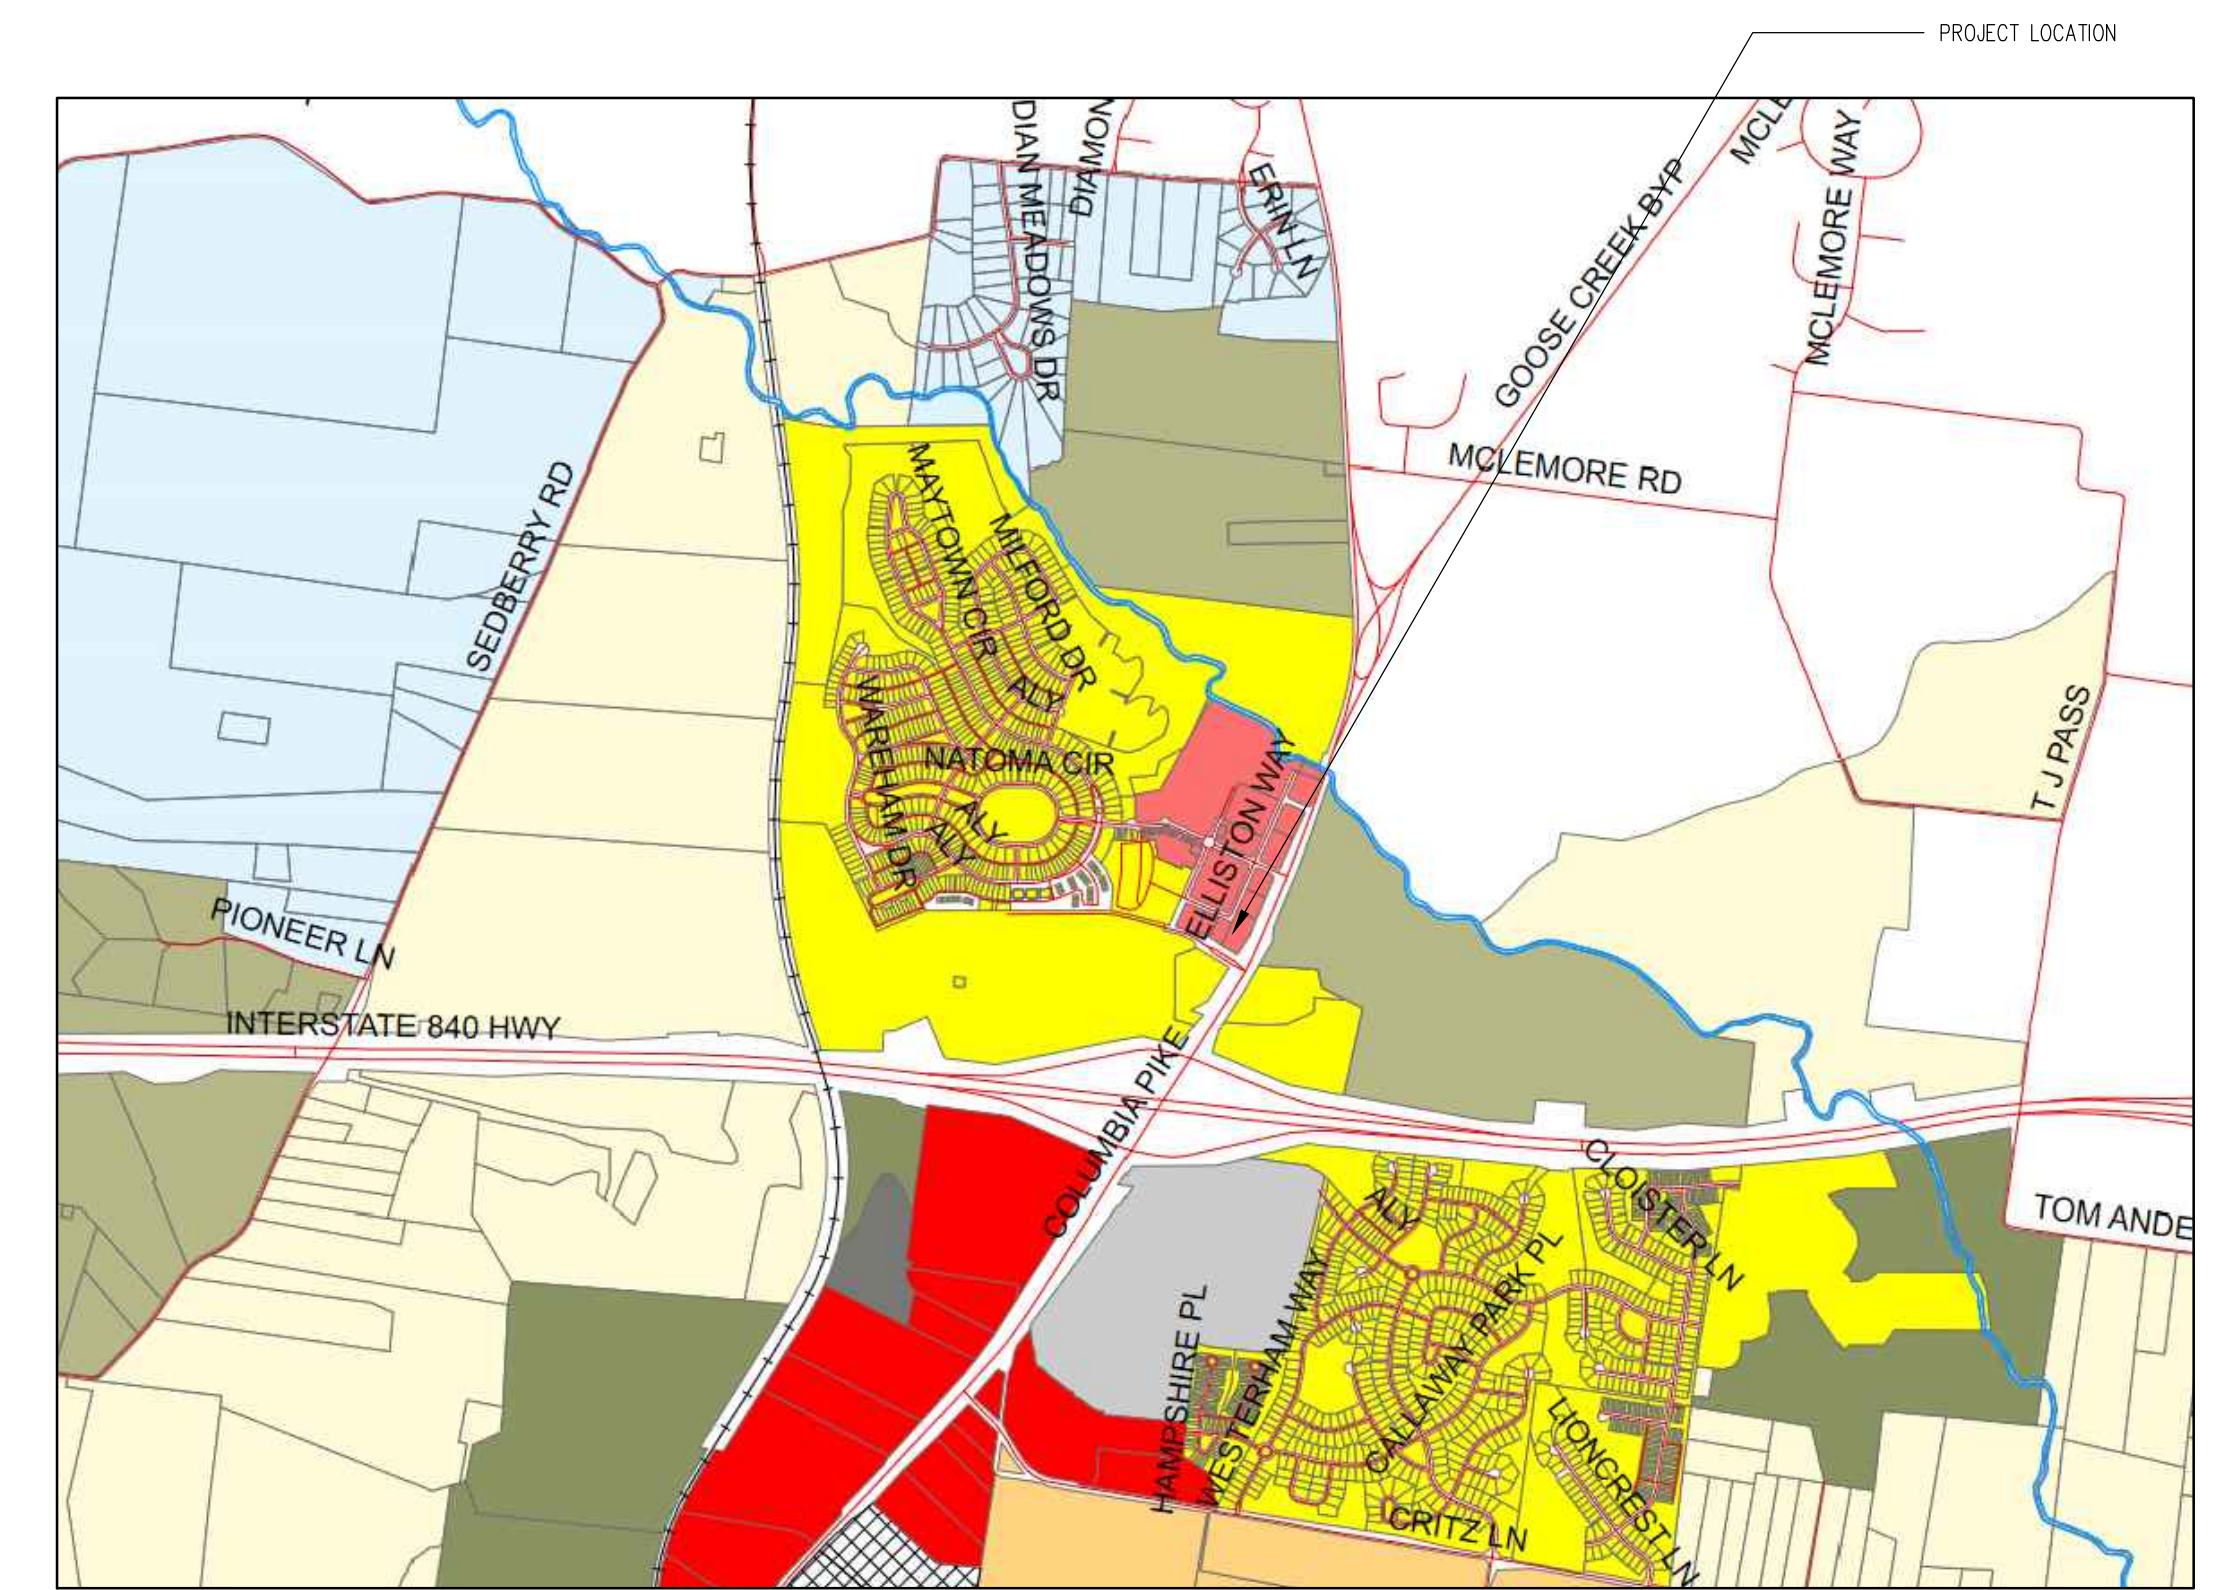 PROJECT LOCATION
DIAN MEADOWS DR
DIAMON
ERIN LN
GOOSE CREEK BYP
MCLE
MCLEMORE WAY
MCLEMORE RD
SEDBERRY RD
MAYTOWN CIR
MILFORD DR
ALY
WAREHAM DR
NATOMA CIR
ALY
ALY
ELLISTON WAY
T J PASS
PIONEER LN
INTERSTATE 840 HWY
COLUMBIA PIKE
CLOISTER LN
ALY
TOM ANDE
HAMPSHIRE PL
WESTERHAM WAY
CALLAWAY PARK PL
LIONCREST LN
CRITZ LN